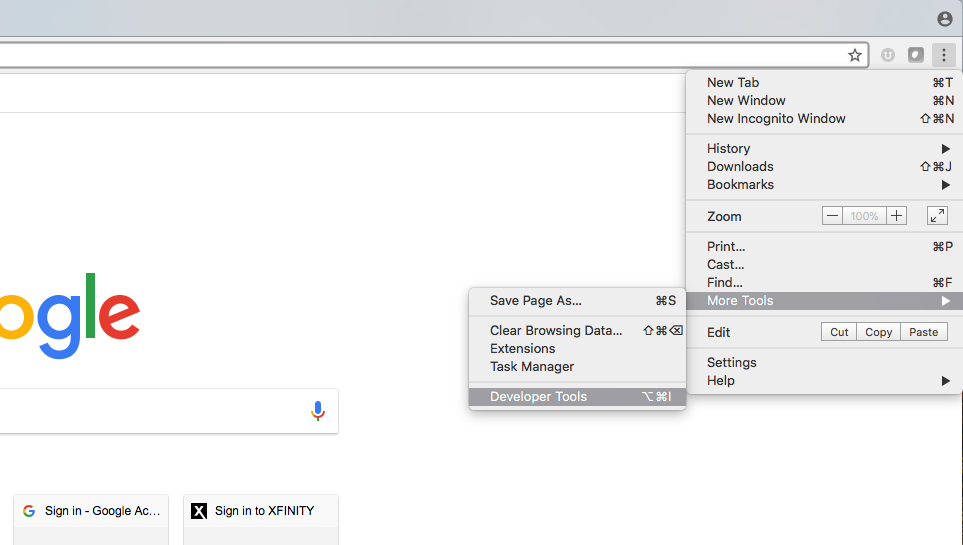 New Tab ⌘T
New Window ⌘N
New Incognito Window ⇧⌘N
History ▶
Downloads ⇧⌘J
Bookmarks ▶
Zoom — 100% +
Print... ⌘P
Cast...
Find... ⌘F
More Tools ▶
Edit Cut Copy Paste
Settings
Help ▶
Save Page As... ⌘S
Clear Browsing Data... ⇧⌘⌫
Extensions
Task Manager
Developer Tools ⌥⌘I
ogle
Sign in - Google Ac...
Sign in to XFINITY